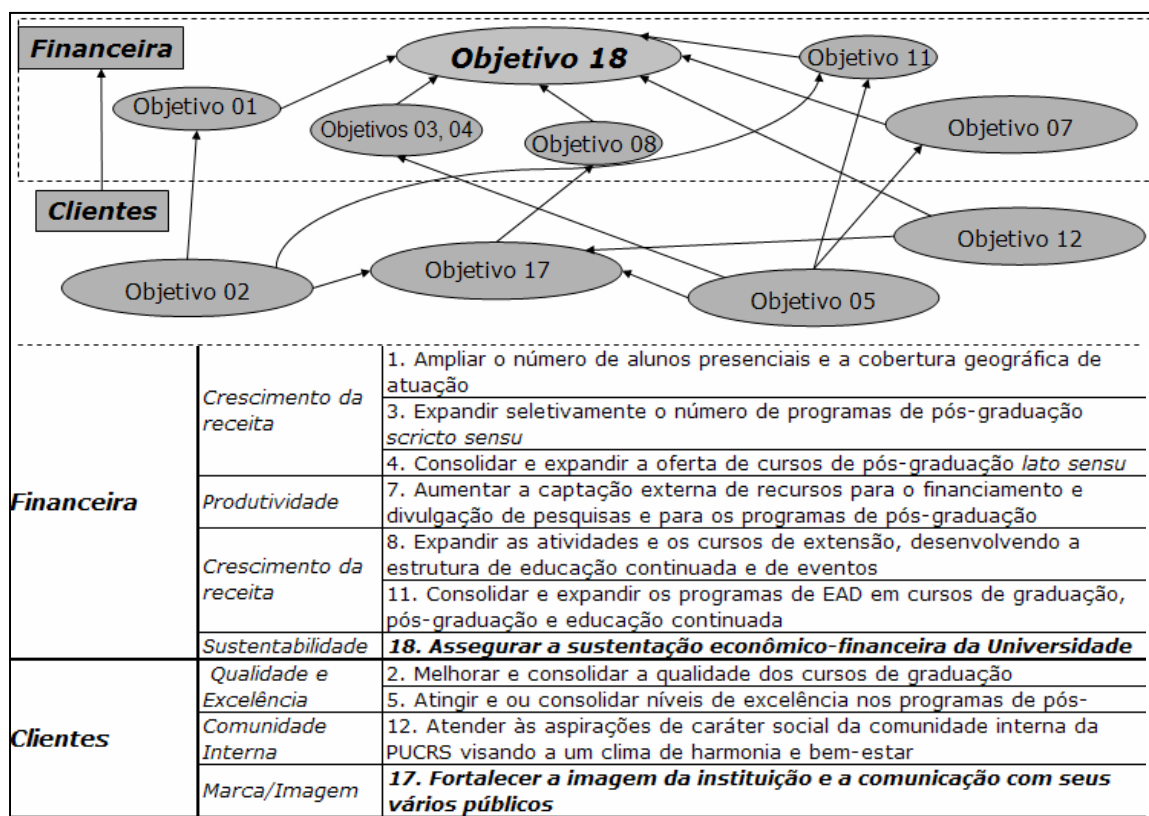 Financeira
Objetivo 18
Objetivo 11
Objetivo 01
Objetivos 03, 04
Objetivo 08
Objetivo 07
Clientes
Objetivo 12
Objetivo 17
Objetivo 02
Objetivo 05
Financeira
Crescimento da
receita
1. Ampliar o número de alunos presenciais e a cobertura geográfica de
atuação
3. Expandir seletivamente o número de programas de pós-graduação
scricto sensu
4. Consolidar e expandir a oferta de cursos de pós-graduação lato sensu
Produtividade
7. Aumentar a captação externa de recursos para o financiamento e
divulgação de pesquisas e para os programas de pós-graduação
Crescimento da
receita
8. Expandir as atividades e os cursos de extensão, desenvolvendo a
estrutura de educação continuada e de eventos
11. Consolidar e expandir os programas de EAD em cursos de graduação,
pós-graduação e educação continuada
Sustentabilidade
18. Assegurar a sustentação econômico-financeira da Universidade
Clientes
Qualidade e
Excelência
2. Melhorar e consolidar a qualidade dos cursos de graduação
5. Atingir e ou consolidar níveis de excelência nos programas de pós-
Comunidade
Interna
12. Atender às aspirações de caráter social da comunidade interna da
PUCRS visando a um clima de harmonia e bem-estar
Marca/Imagem
17. Fortalecer a imagem da instituição e a comunicação com seus
vários públicos